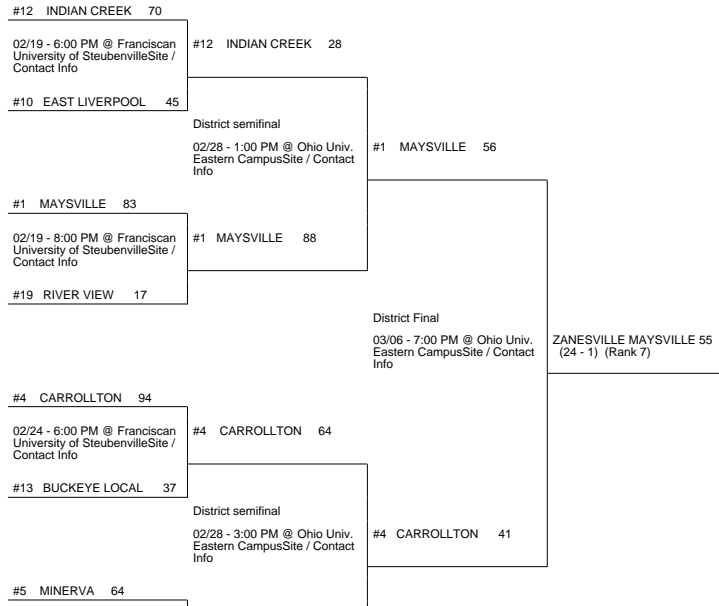 #12 INDIAN CREEK 70
02/19 - 6:00 PM @ Franciscan
University of SteubenvilleSite /
Contact Info
#12 INDIAN CREEK 28
#10 EAST LIVERPOOL 45
District semifinal
02/28 - 1:00 PM @ Ohio Univ.
Eastern CampusSite / Contact
Info
#1 MAYSVILLE 56
#1 MAYSVILLE 83
02/19 - 8:00 PM @ Franciscan
University of SteubenvilleSite /
Contact Info
#1 MAYSVILLE 88
#19 RIVER VIEW 17
District Final
03/06 - 7:00 PM @ Ohio Univ.
Eastern CampusSite / Contact
Info
ZANESVILLE MAYSVILLE 55
(24 - 1) (Rank 7)
#4 CARROLLTON 94
02/24 - 6:00 PM @ Franciscan
University of SteubenvilleSite /
Contact Info
#4 CARROLLTON 64
#13 BUCKEYE LOCAL 37
District semifinal
02/28 - 3:00 PM @ Ohio Univ.
Eastern CampusSite / Contact
Info
#4 CARROLLTON 41
#5 MINERVA 64